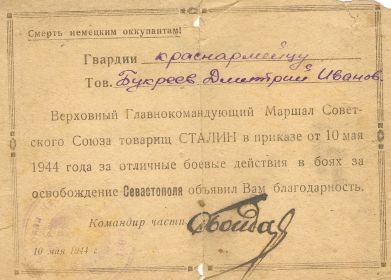 Смерть немецким оккупантам!
Гвардии красноармейцу
Тов. Букреев Дмитрий Иванов.
Верховный Главнокомандующий Маршал Совет-
ского Союза товарищ СТАЛИН в приказе от 10 мая
1944 года за отличные боевые действия в боях за
освобождение Севастополя объявил Вам благодарность.
Командир части
10 мая 1944 г.